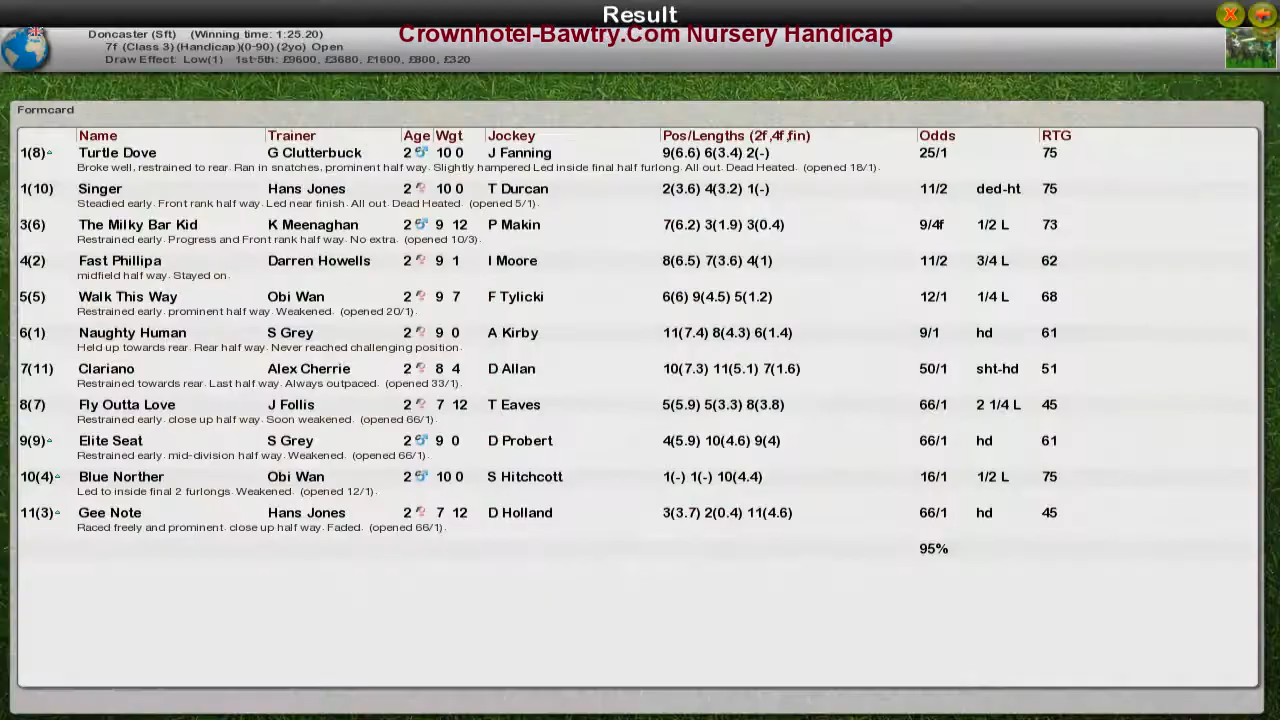 Result
Crownhotel-Bawtry.Com Nursery Handicap
Doncaster (Sft) (Winning time: 1:25.20)
7f (Class 3) (Handicap)(0-90) (2yo) Open
Draw Effect: Low(1) 1st-5th: £9600, £3680, £1600, £800, £320
Formcard
Name Trainer Age Wgt Jockey Pos/Lengths (2f,4f,fin) Odds RTG
1(8) Turtle Dove G Clutterbuck 2 10 0 J Fanning 9(6.6) 6(3.4) 2(-) 25/1 75
Broke well, restrained to rear. Ran in snatches, prominent half way. Slightly hampered Led inside final half furlong. All out. Dead Heated. (opened 18/1).
1(10) Singer Hans Jones 2 10 0 T Durcan 2(3.6) 4(3.2) 1(-) 11/2 ded-ht 75
Steadied early. Front rank half way. Led near finish. All out. Dead Heated. (opened 5/1).
3(6) The Milky Bar Kid K Meenaghan 2 9 12 P Makin 7(6.2) 3(1.9) 3(0.4) 9/4f 1/2 L 73
Restrained early. Progress and Front rank half way. No extra. (opened 10/3).
4(2) Fast Phillipa Darren Howells 2 9 1 I Moore 8(6.5) 7(3.6) 4(1) 11/2 3/4 L 62
midfield half way. Stayed on.
5(5) Walk This Way Obi Wan 2 9 7 F Tylicki 6(6) 9(4.5) 5(1.2) 12/1 1/4 L 68
Restrained early. prominent half way. Weakened. (opened 20/1).
6(1) Naughty Human S Grey 2 9 0 A Kirby 11(7.4) 8(4.3) 6(1.4) 9/1 hd 61
Held up towards rear. Rear half way. Never reached challenging position.
7(11) Clariano Alex Cherrie 2 8 4 D Allan 10(7.3) 11(5.1) 7(1.6) 50/1 sht-hd 51
Restrained towards rear. Last half way. Always outpaced. (opened 33/1).
8(7) Fly Outta Love J Follis 2 7 12 T Eaves 5(5.9) 5(3.3) 8(3.8) 66/1 2 1/4 L 45
Restrained early. close up half way. Soon weakened. (opened 66/1).
9(9) Elite Seat S Grey 2 9 0 D Probert 4(5.9) 10(4.6) 9(4) 66/1 hd 61
Restrained early. mid-division half way. Weakened. (opened 66/1).
10(4) Blue Norther Obi Wan 2 10 0 S Hitchcott 1(-) 1(-) 10(4.4) 16/1 1/2 L 75
Led to inside final 2 furlongs. Weakened. (opened 12/1).
11(3) Gee Note Hans Jones 2 7 12 D Holland 3(3.7) 2(0.4) 11(4.6) 66/1 hd 45
Raced freely and prominent. close up half way. Faded. (opened 66/1).
95%